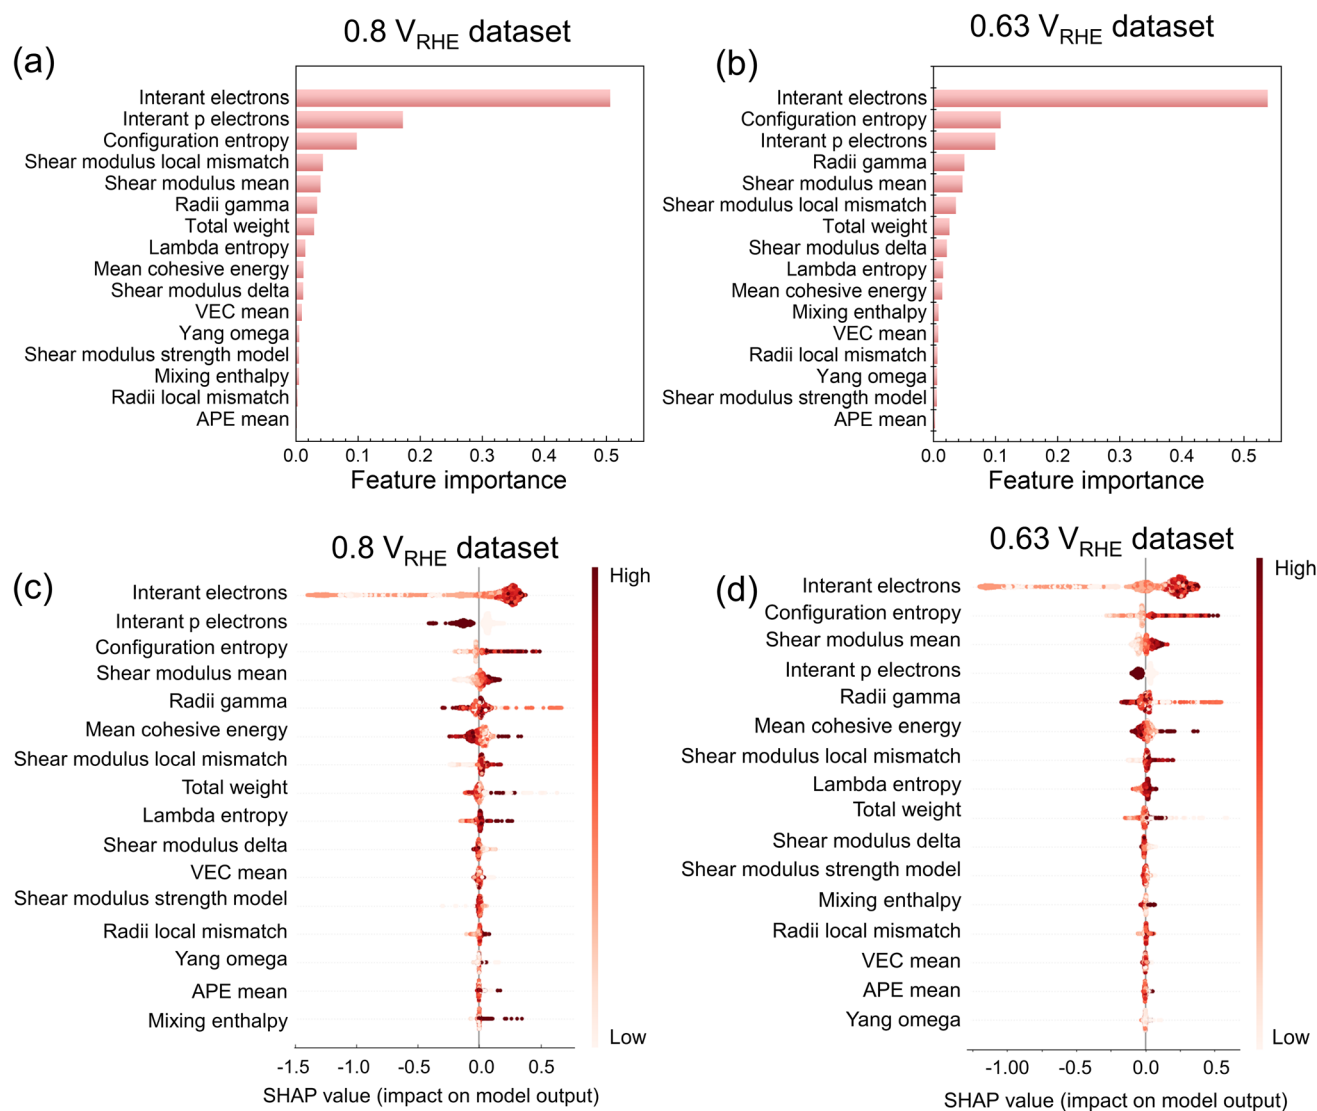 (a)
0.8 VRHE dataset
Interant electrons
Interant p electrons
Configuration entropy
Shear modulus local mismatch
Shear modulus mean
Radii gamma
Total weight
Lambda entropy
Mean cohesive energy
Shear modulus delta
VEC mean
Yang omega
Shear modulus strength model
Mixing enthalpy
Radii local mismatch
APE mean
0.0 0.1 0.2 0.3 0.4 0.5
Feature importance
(b)
0.63 VRHE dataset
Interant electrons
Configuration entropy
Interant p electrons
Radii gamma
Shear modulus mean
Shear modulus local mismatch
Total weight
Shear modulus delta
Lambda entropy
Mean cohesive energy
Mixing enthalpy
VEC mean
Radii local mismatch
Yang omega
Shear modulus strength model
APE mean
0.0 0.1 0.2 0.3 0.4 0.5
Feature importance
(c)
0.8 VRHE dataset
High
Interant electrons
Interant p electrons
Configuration entropy
Shear modulus mean
Radii gamma
Mean cohesive energy
Shear modulus local mismatch
Total weight
Lambda entropy
Shear modulus delta
VEC mean
Shear modulus strength model
Radii local mismatch
Yang omega
APE mean
Mixing enthalpy
Low
-1.5 -1.0 -0.5 0.0 0.5
SHAP value (impact on model output)
(d)
0.63 VRHE dataset
High
Interant electrons
Configuration entropy
Shear modulus mean
Interant p electrons
Radii gamma
Mean cohesive energy
Shear modulus local mismatch
Lambda entropy
Total weight
Shear modulus delta
Shear modulus strength model
Mixing enthalpy
Radii local mismatch
VEC mean
APE mean
Yang omega
Low
-1.00 -0.5 0.0 0.5
SHAP value (impact on model output)